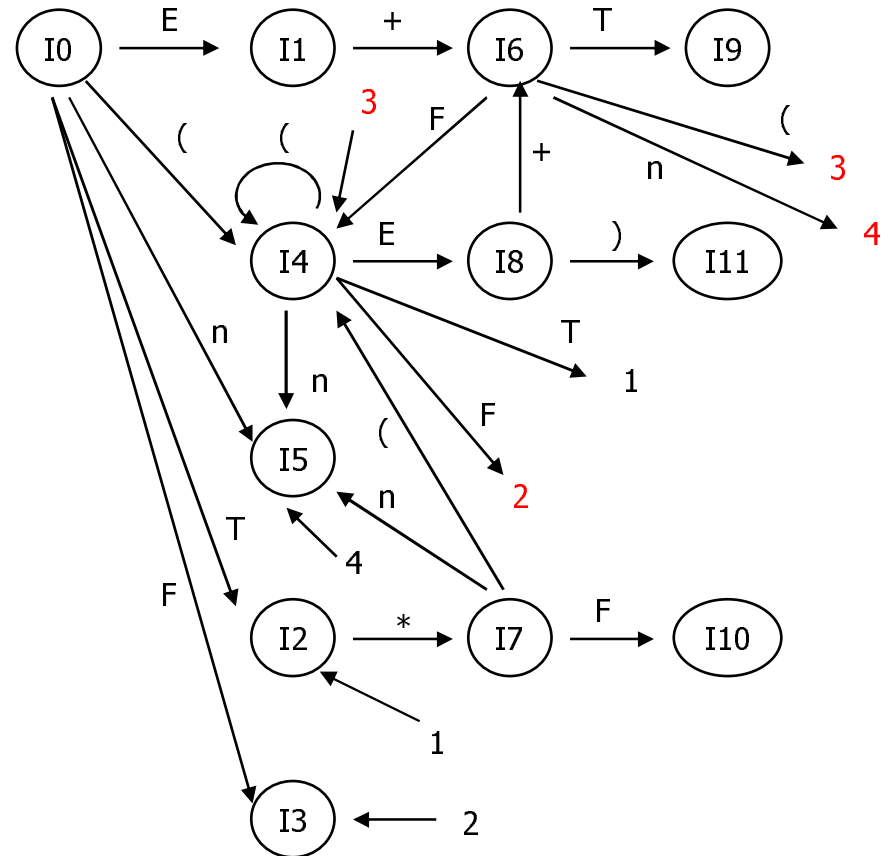 E + T
I0 I1 I6 I9
3
( ( F + ( 3
n 4
E )
I4 I8 I11
n T
n 1
( F
I5 n 2
T 4
F * F
I2 I7 I10
1
I3 2